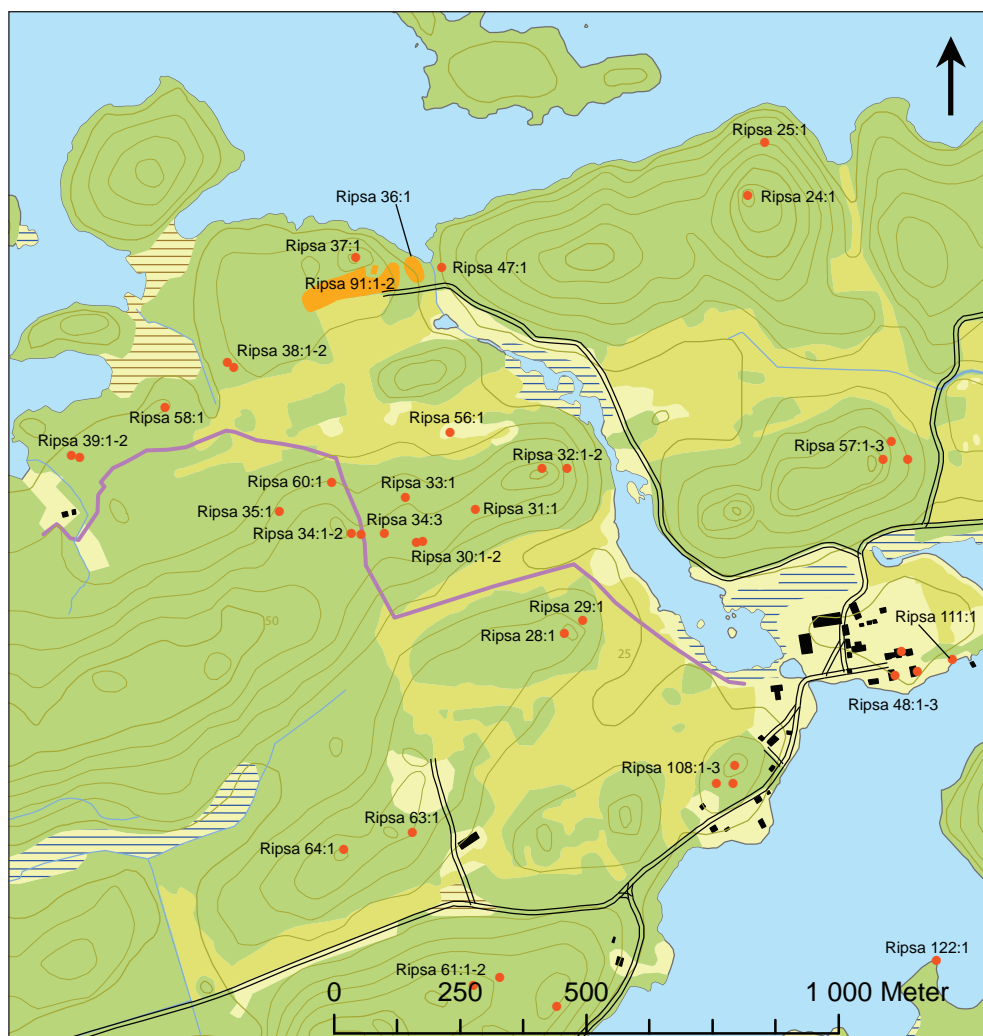 Ripsa 25:1
Ripsa 36:1
Ripsa 24:1
Ripsa 37:1
Ripsa 47:1
Ripsa 91:1-2
Ripsa 38:1-2
Ripsa 58:1
Ripsa 56:1
Ripsa 39:1-2
Ripsa 57:1-3
Ripsa 32:1-2
Ripsa 60:1
Ripsa 33:1
Ripsa 35:1
Ripsa 31:1
Ripsa 34:1-2
Ripsa 34:3
Ripsa 30:1-2
Ripsa 29:1
50
Ripsa 111:1
Ripsa 28:1
25
Ripsa 48:1-3
Ripsa 108:1-3
Ripsa 63:1
Ripsa 64:1
Ripsa 122:1
Ripsa 61:1-2
0 250 500 1 000 Meter